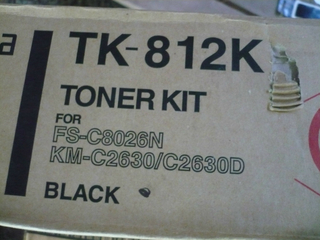 a
TK-812K
TONER KIT
FOR
FS-C8026N
KM-C2630/C2630D
BLACK